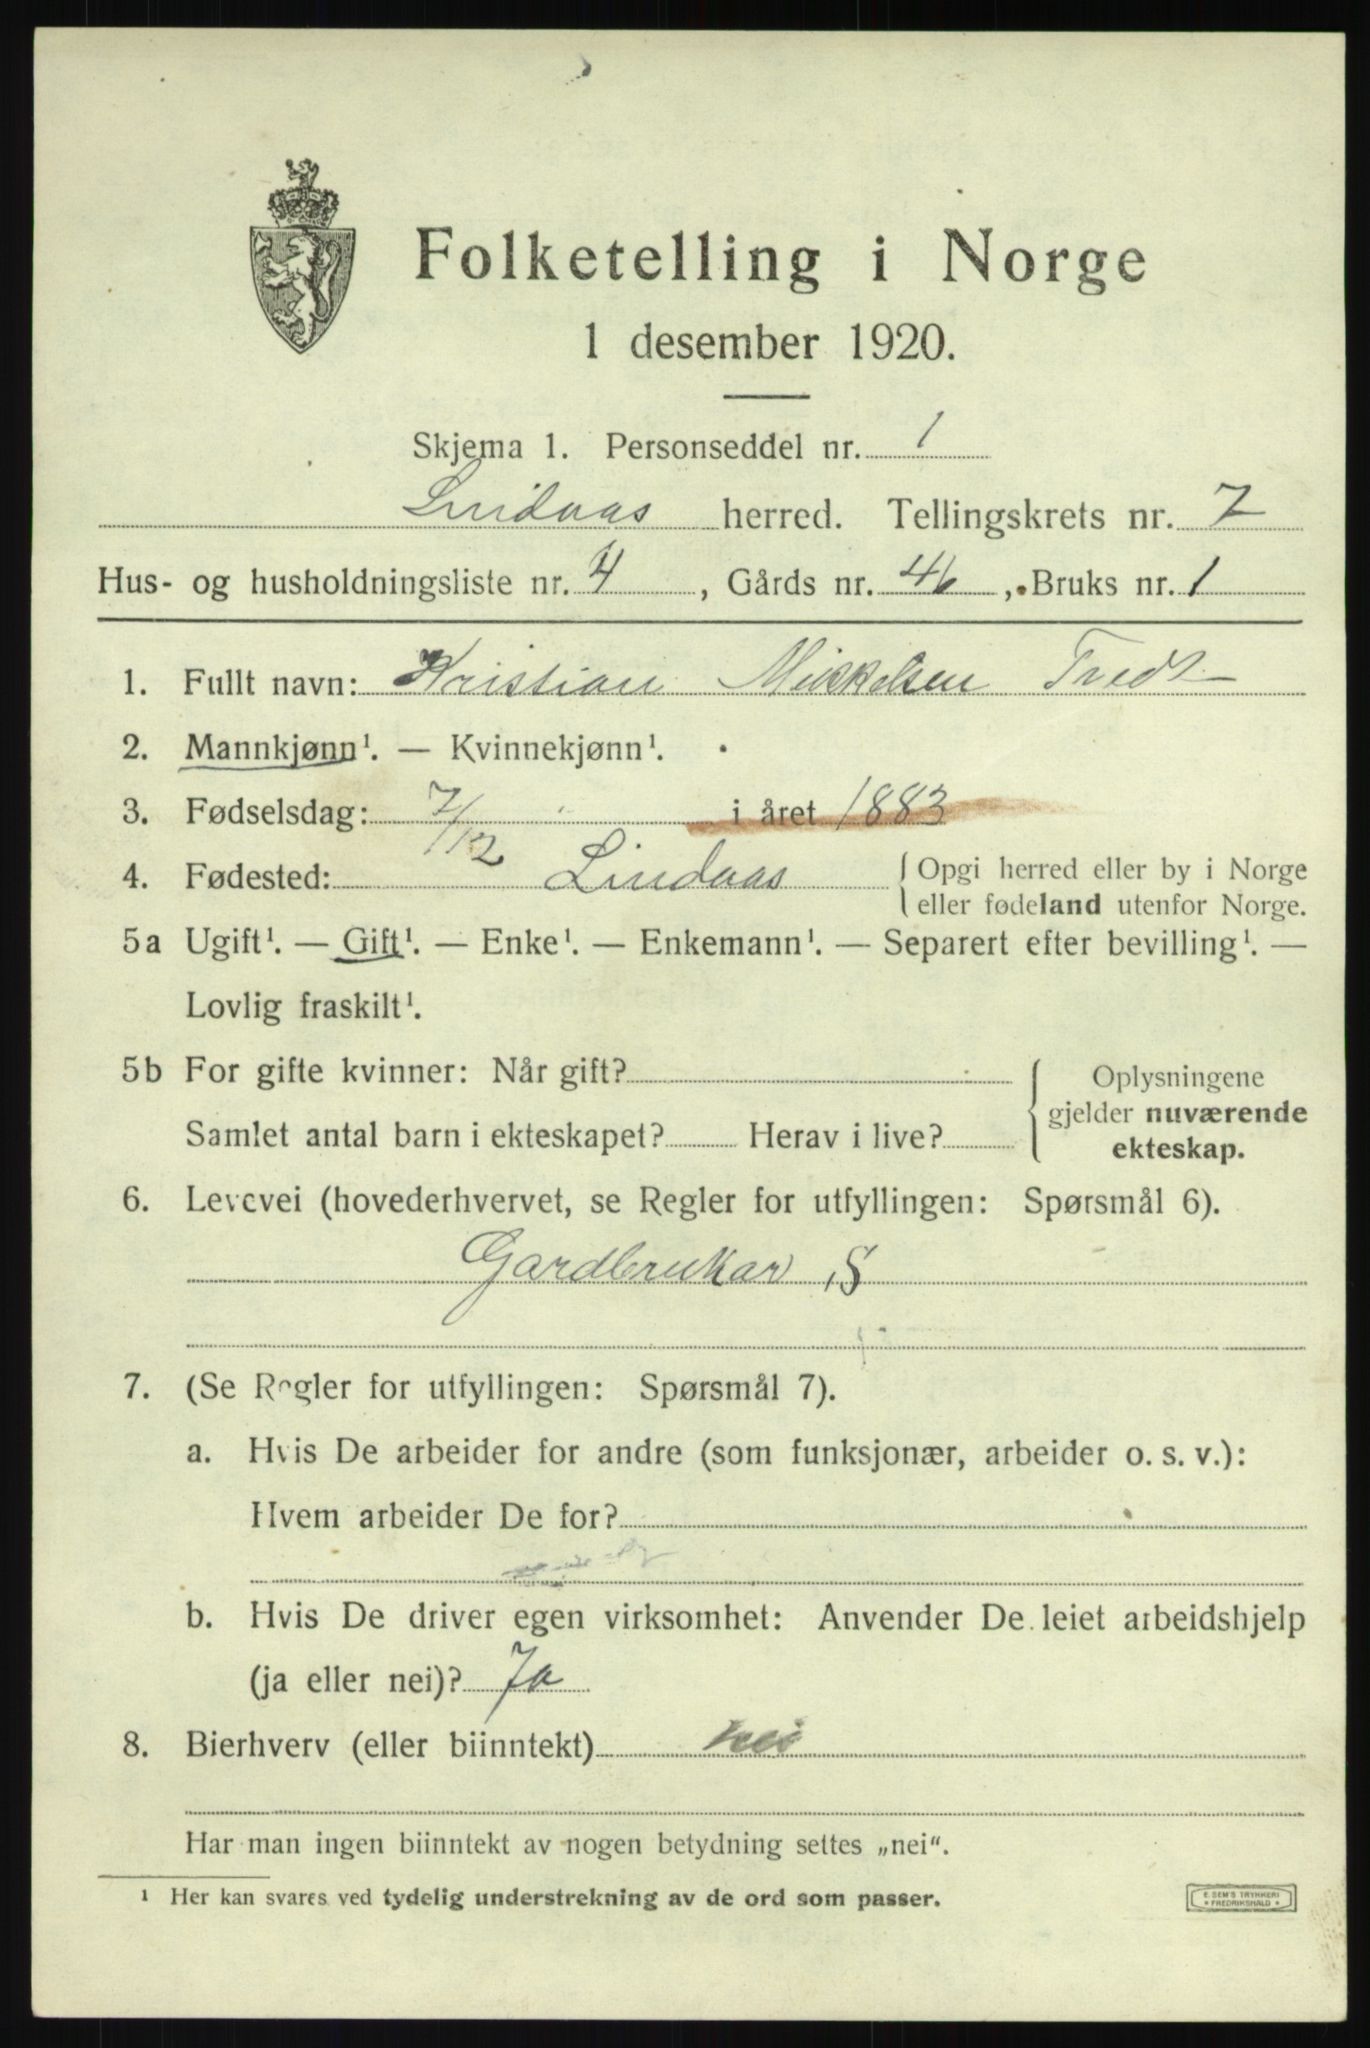 Folketelling i Norge
1 desember 1920.
Skjema 1. Personseddel nr. 1
Lindaas herred. Tellingskrets nr. 7
Hus- og husholdningsliste nr. 4, Gårds nr. 46, Bruks nr. 1
1. Fullt navn: Kristian Mikkelsen Tvedt
2. Mannkjønn¹. — Kvinnekjønn¹.
3. Fødselsdag: 7/12 i året 1883
4. Fødested: Lindaas { Opgi herred eller by i Norge
eller fødeland utenfor Norge.
5a Ugift¹. — Gift¹. — Enke¹. — Enkemann¹. — Separert efter bevilling¹. —
Lovlig fraskilt¹.
5b For gifte kvinner: Når gift?
Samlet antal barn i ekteskapet? Herav i live?
{ Oplysningene
gjelder nuværende
ekteskap.
6. Levevei (hovederhvervet, se Regler for utfyllingen: Spørsmål 6).
Gardbrukar, S
7. (Se Regler for utfyllingen: Spørsmål 7).
a. Hvis De arbeider for andre (som funksjonær, arbeider o. s. v.):
Hvem arbeider De for?
b. Hvis De driver egen virksomhet: Anvender De leiet arbeidshjelp
(ja eller nei)? Ja
8. Bierhverv (eller biinntekt) nei
Har man ingen biinntekt av nogen betydning settes „nei“.
¹ Her kan svares ved tydelig understrekning av de ord som passer.
E. SEM'S TRYKKERI
FREDRIKSHALD